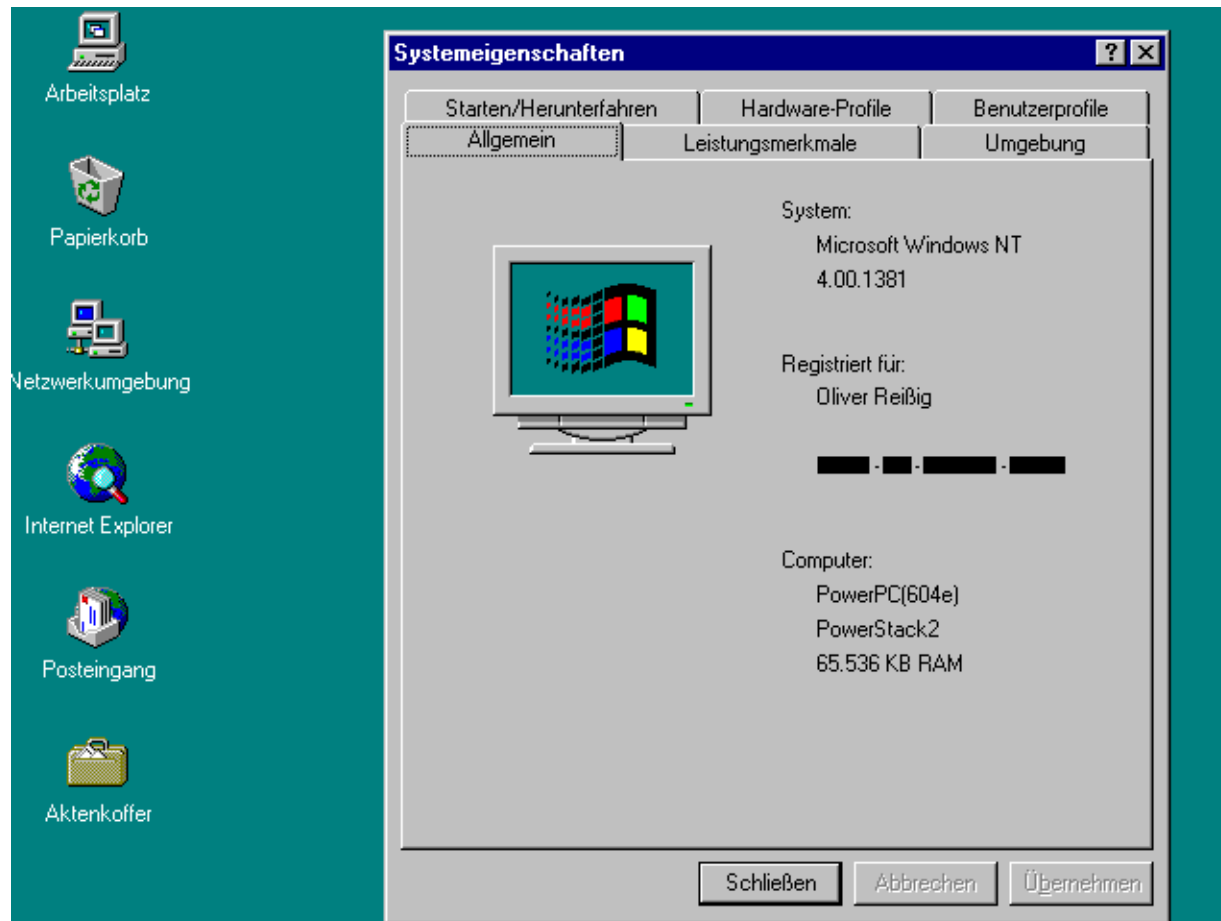 Arbeitsplatz
Papierkorb
Netzwerkumgebung
Internet Explorer
Posteingang
Aktenkoffer
Systemeigenschaften
Starten/Herunterfahren
Hardware-Profile
Benutzerprofile
Allgemein
Leistungsmerkmale
Umgebung
System:
Microsoft Windows NT
4.00.1381
Registriert für:
Oliver Reißig
Computer:
PowerPC(604e)
PowerStack2
65.536 KB RAM
Schließen
Abbrechen
Übernehmen